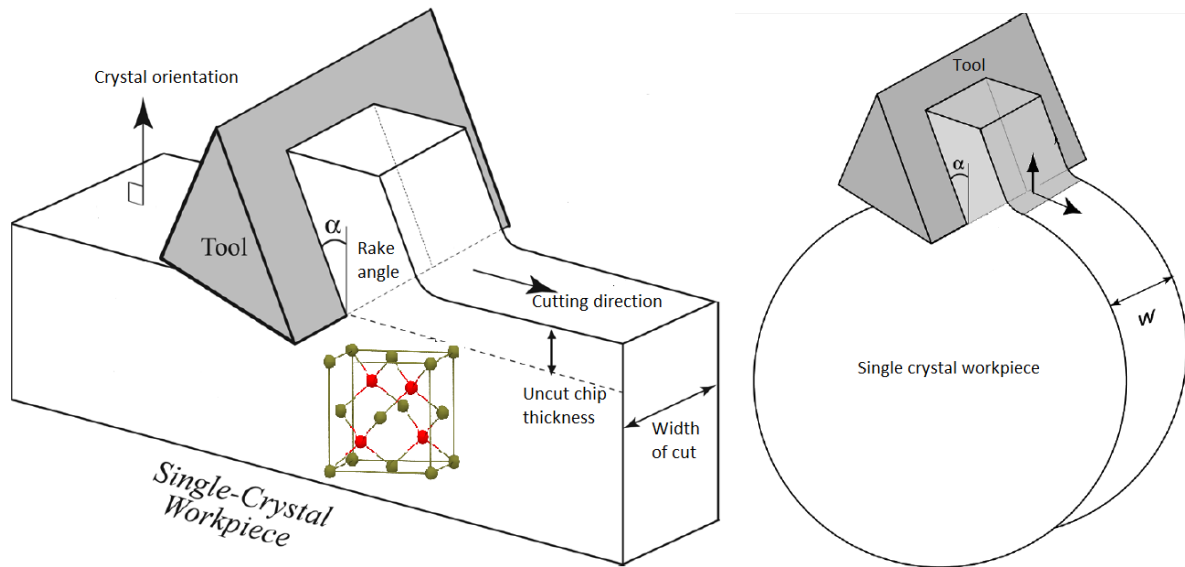 Crystal orientation
Tool
α
Rake
angle
Cutting direction
Uncut chip
thickness
Width
of cut
Single-Crystal
Workpiece
Tool
α
W
Single crystal workpiece